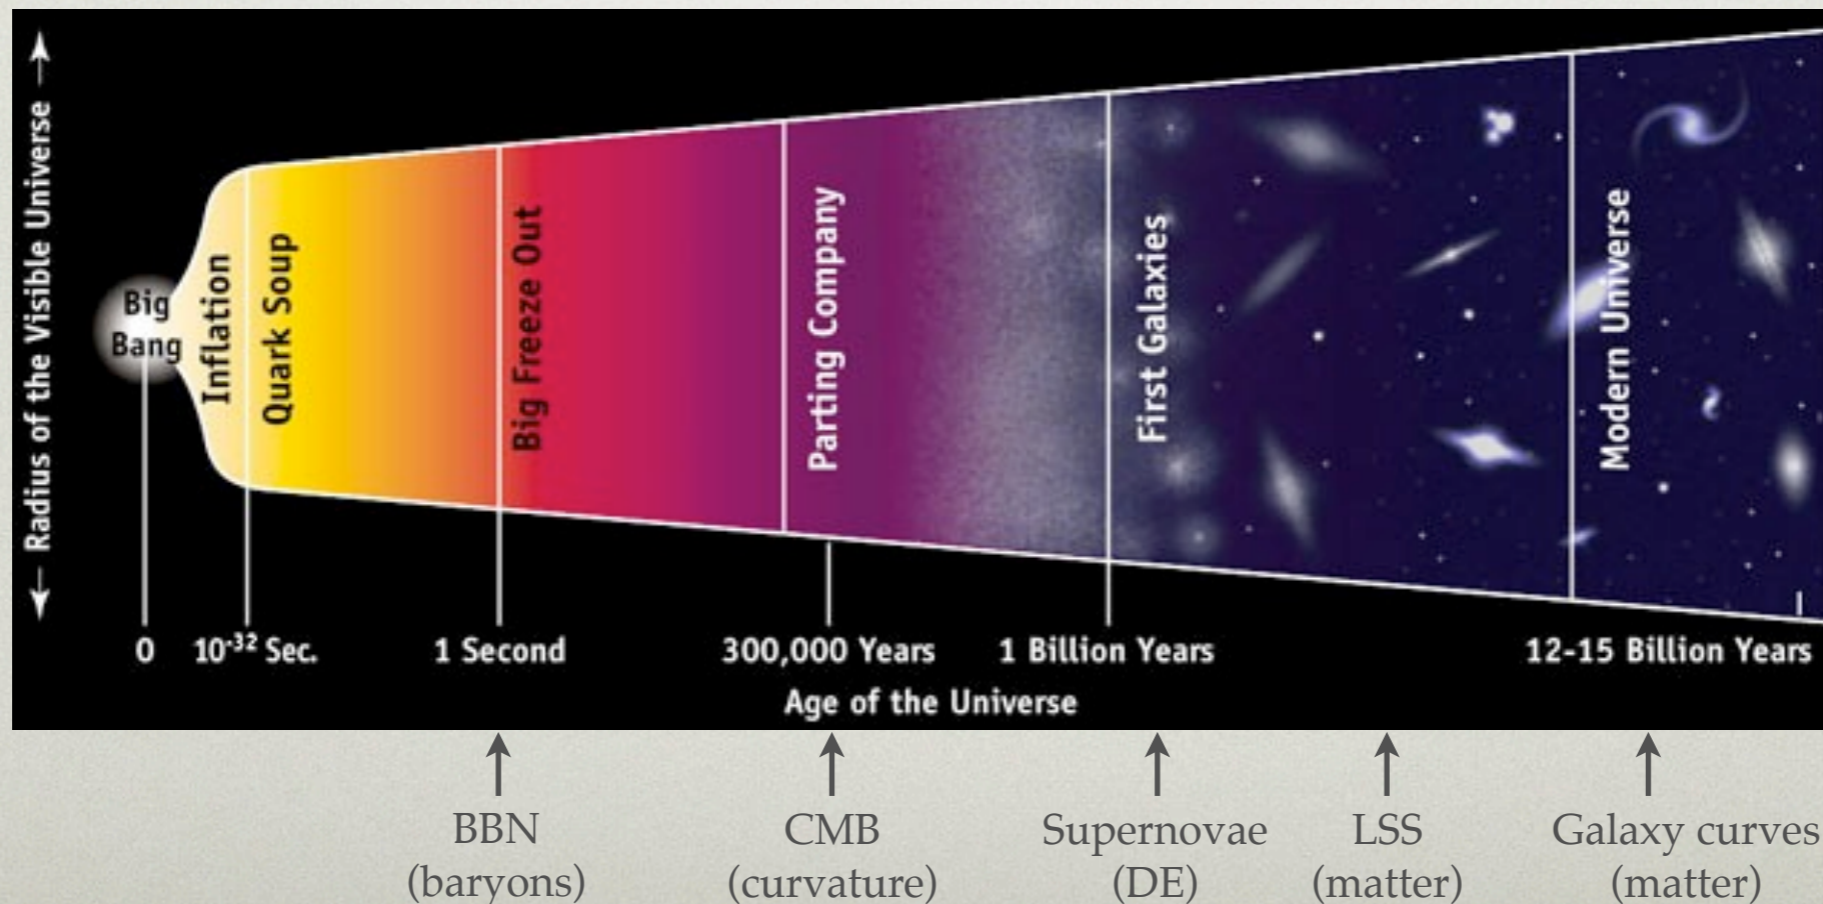 ← Radius of the Visible Universe →
Big
Bang
Inflation
Quark Soup
Big Freeze Out
Parting Company
First Galaxies
Modern Universe
0
10⁻³² Sec.
1 Second
300,000 Years
1 Billion Years
12-15 Billion Years
Age of the Universe
BBN
(baryons)
CMB
(curvature)
Supernovae
(DE)
LSS
(matter)
Galaxy curves
(matter)